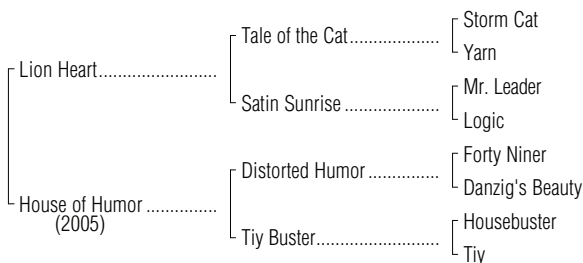 Storm Cat
Tale of the Cat
Yarn
Lion Heart
Mr. Leader
Satin Sunrise
Logic
Forty Niner
Distorted Humor
Danzig's Beauty
House of Humor
(2005)
Housebuster
Tiy Buster
Tiy